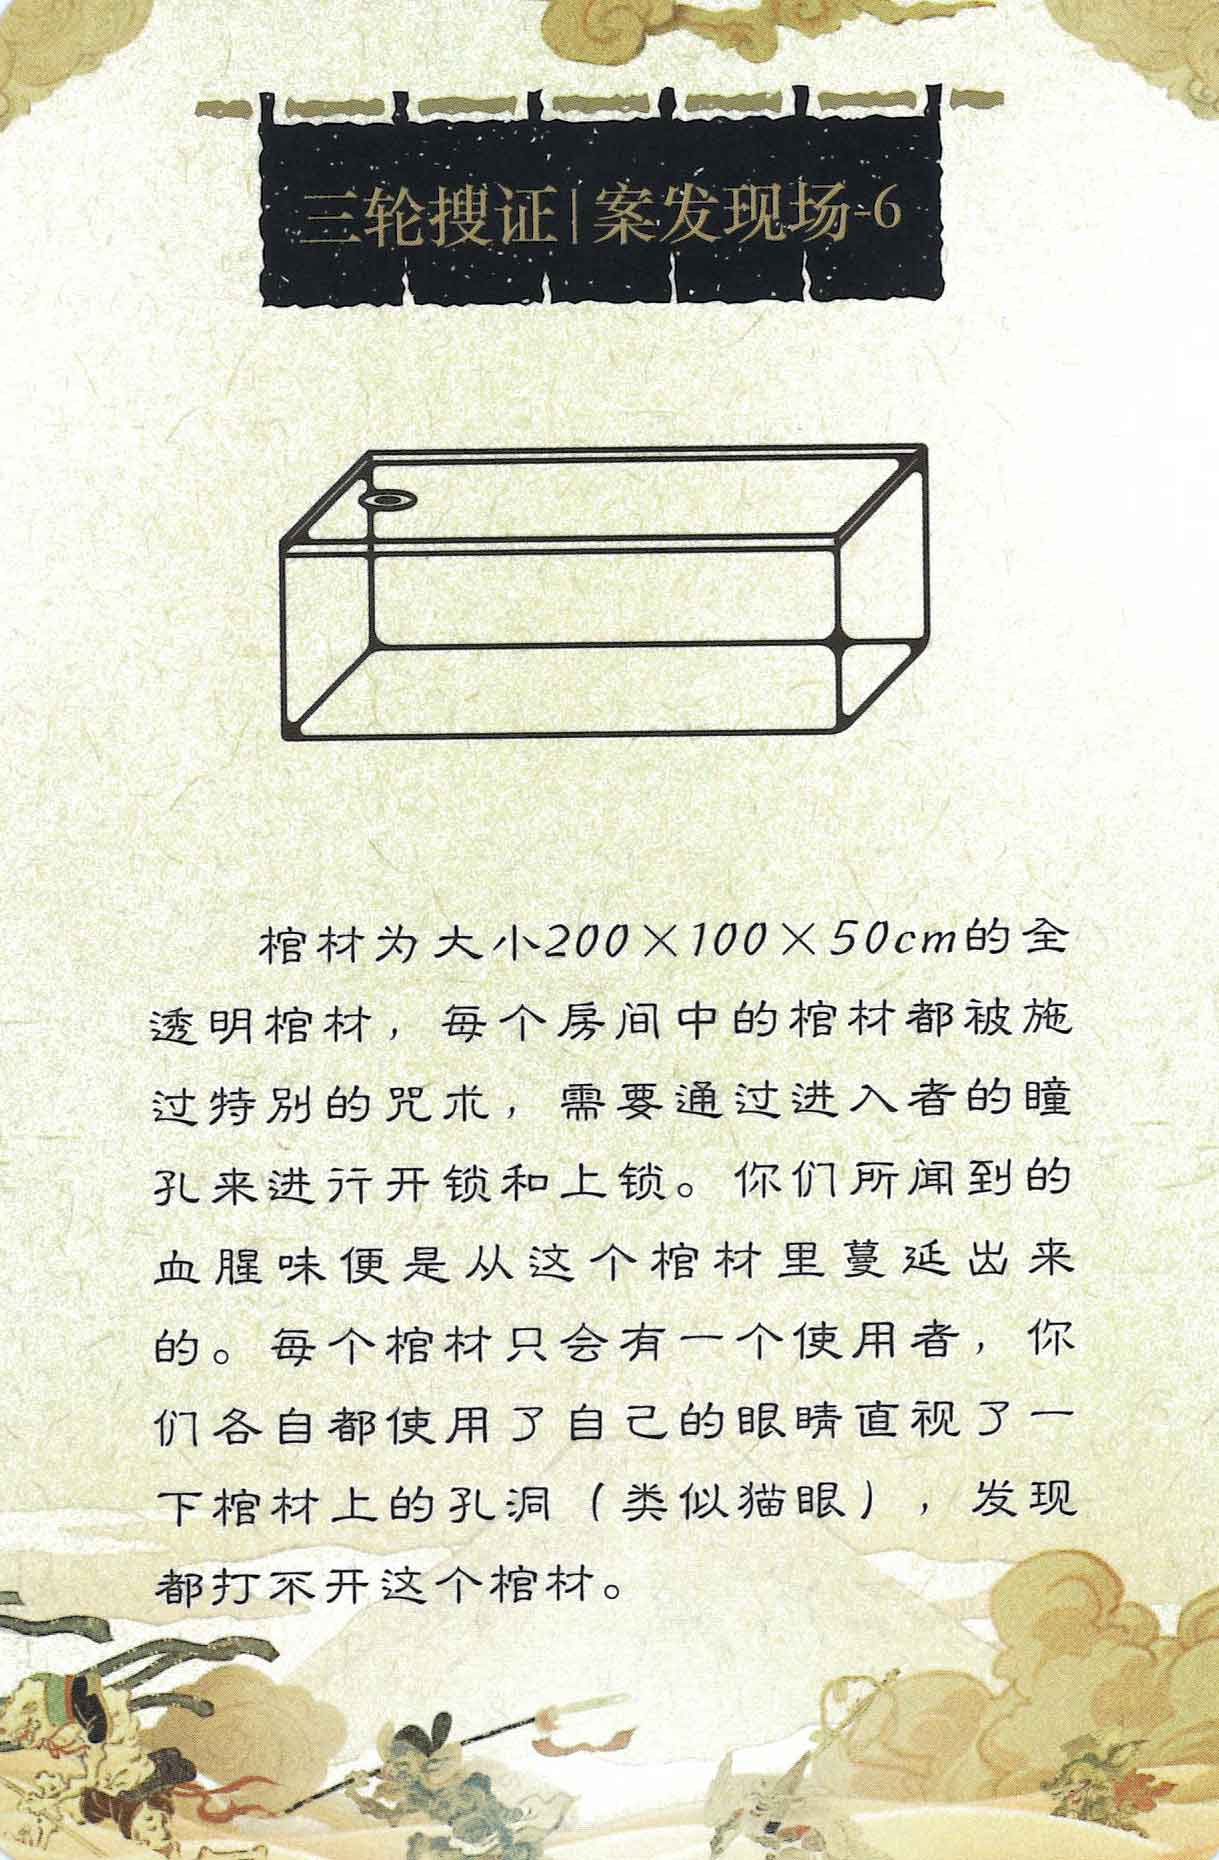 三轮搜证|案发现场-6
棺材为大小200×100×50cm的全
透明棺材，每个房间中的棺材都被施
过特别的咒术，需要通过进入者的瞳
孔来进行开锁和上锁。你们所闻到的
血腥味便是从这个棺材里蔓延出来
的。每个棺材只会有一个使用者，你
们各自都使用了自己的眼睛直视了一
下棺材上的孔洞（类似猫眼），发现
都打不开这个棺材。